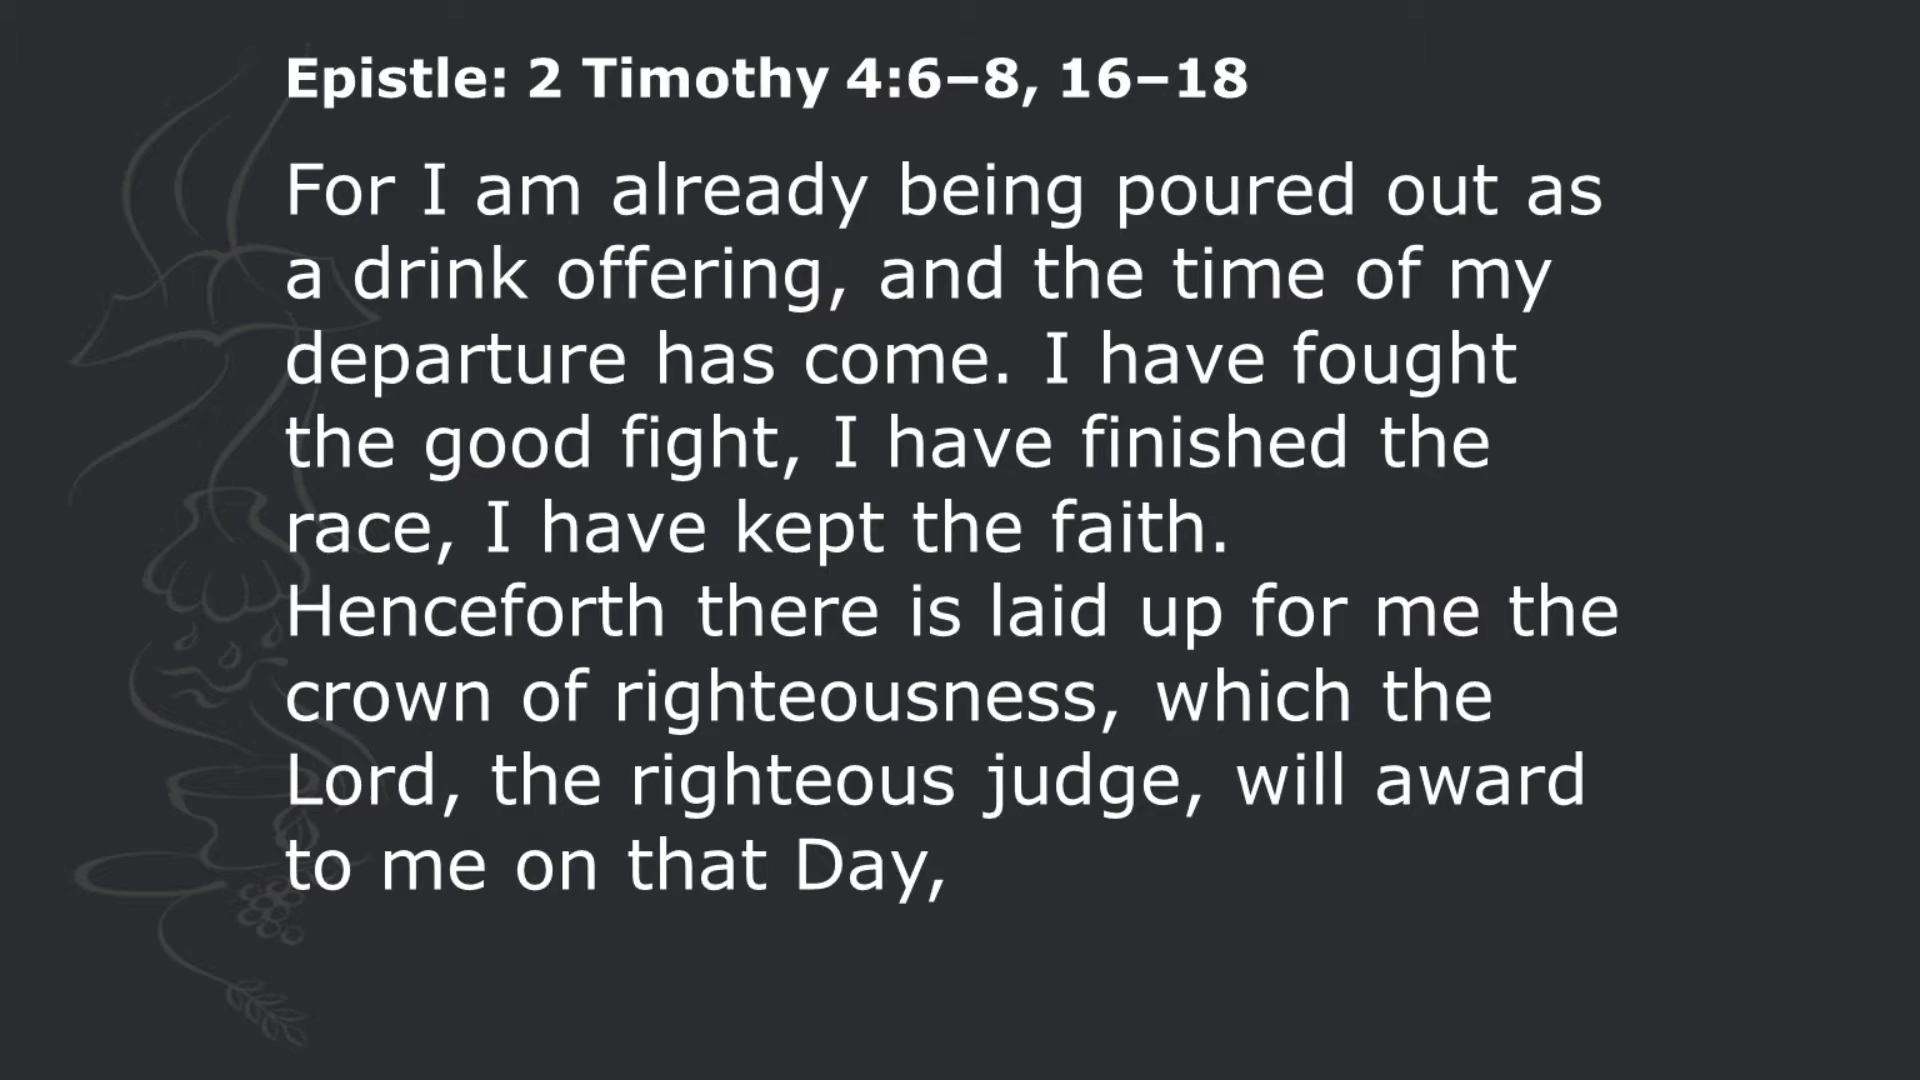 Epistle: 2 Timothy 4:6–8, 16–18
For I am already being poured out as
a drink offering, and the time of my
departure has come. I have fought
the good fight, I have finished the
race, I have kept the faith.
Henceforth there is laid up for me the
crown of righteousness, which the
Lord, the righteous judge, will award
to me on that Day,